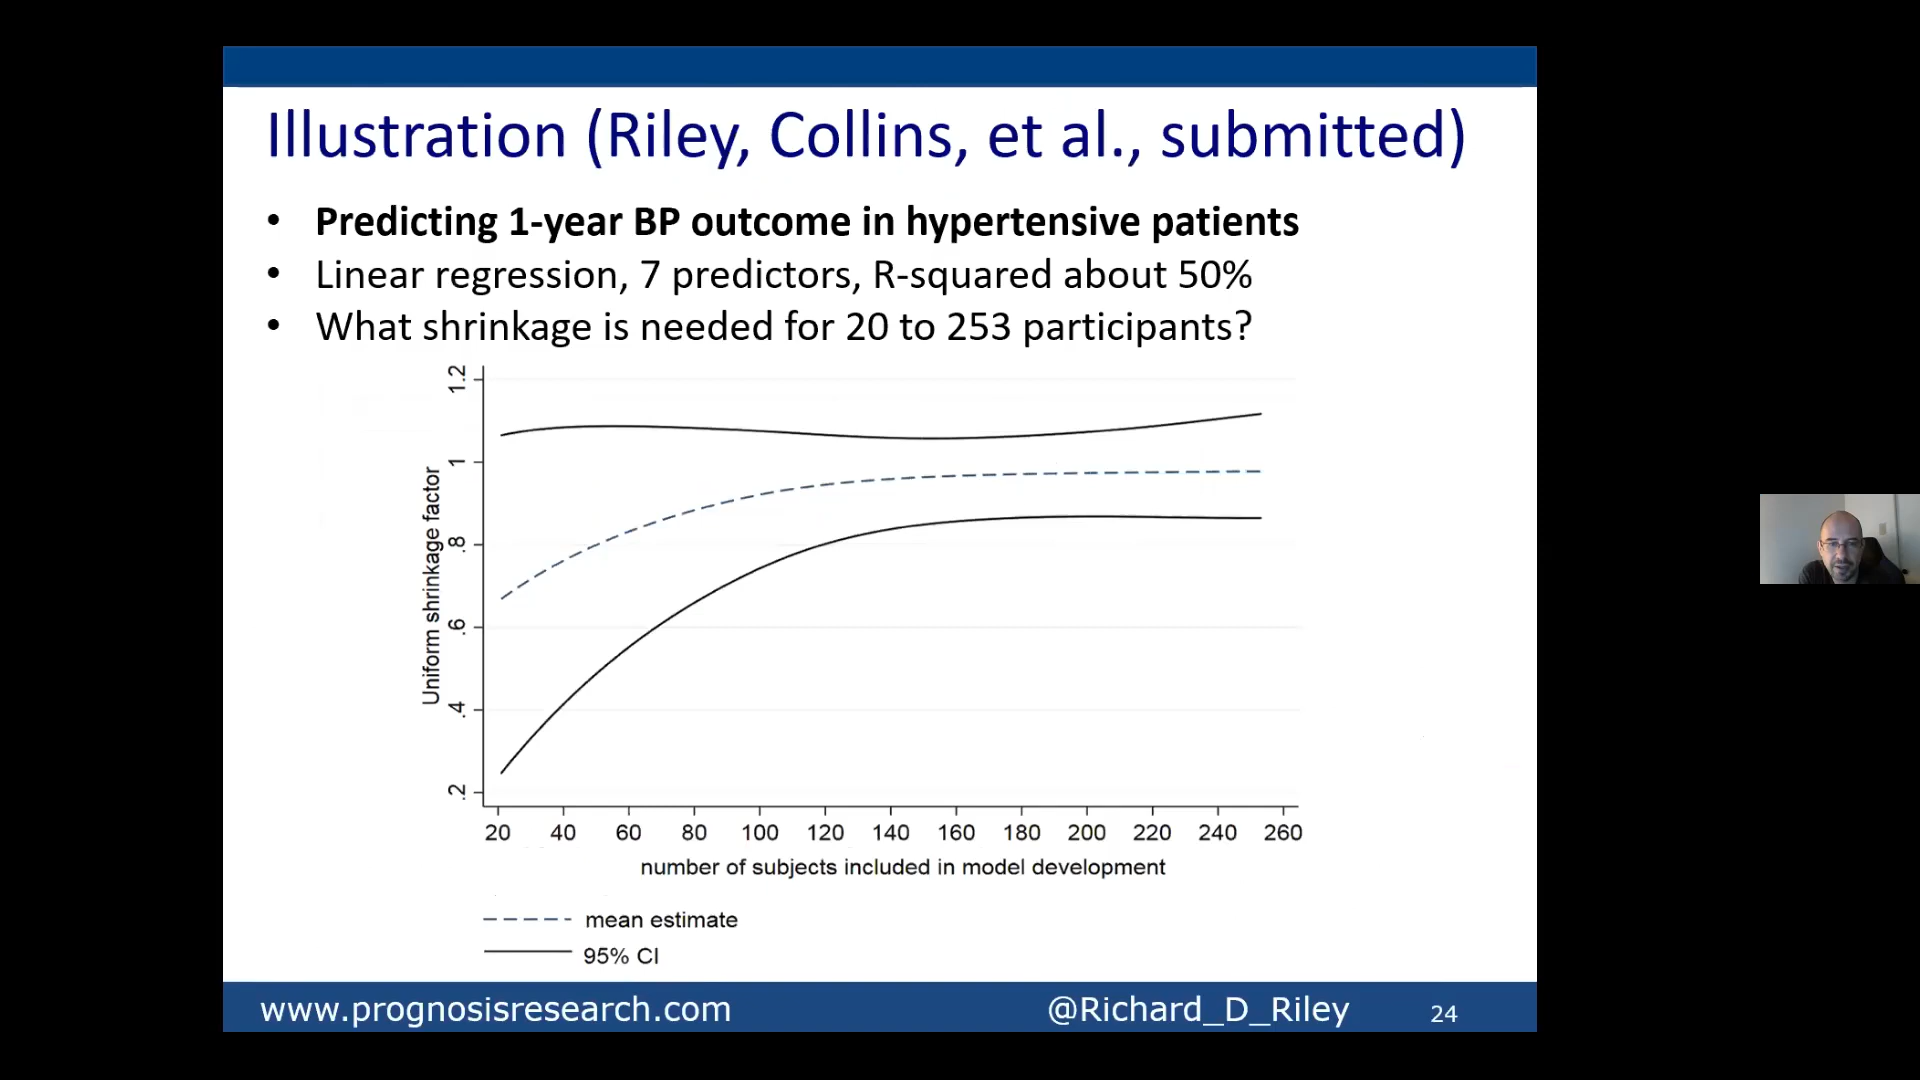 Illustration (Riley, Collins, et al., submitted)
• Predicting 1-year BP outcome in hypertensive patients
• Linear regression, 7 predictors, R-squared about 50%
• What shrinkage is needed for 20 to 253 participants?
Uniform shrinkage factor
1.2
1
.8
.6
.4
.2
20 40 60 80 100 120 140 160 180 200 220 240 260
number of subjects included in model development
mean estimate
95% CI
www.prognosisresearch.com @Richard_D_Riley 24